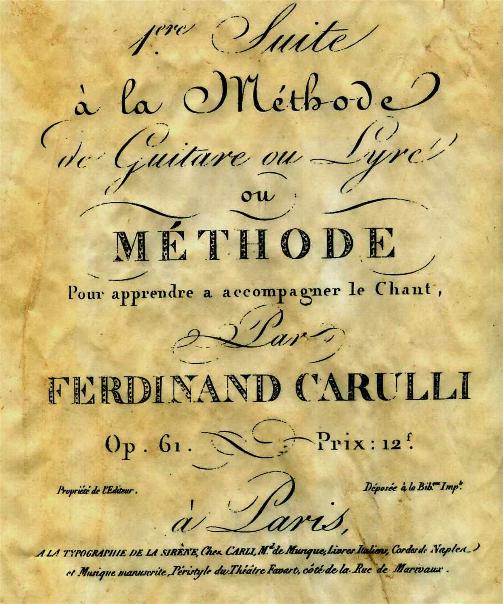 1.ere Suite
à la Méthode
de Guitare ou Lyre
ou
MÉTHODE
Pour apprendre a accompagner le Chant,
Par
FERDINAND CARULLI
Op. 61. Prix: 12f.
Propriété de l'Editeur. Déposée à la Bib.que Imp.le
à Paris,
A LA TYPOGRAPHIE DE LA SIRÈNE, Chez CARLI, M.d de Musique, Livres Italiens, Cordes de Naples
et Musique manuscrite, Péristyle du Théâtre Favart, côté de la Rue de Marivaux.